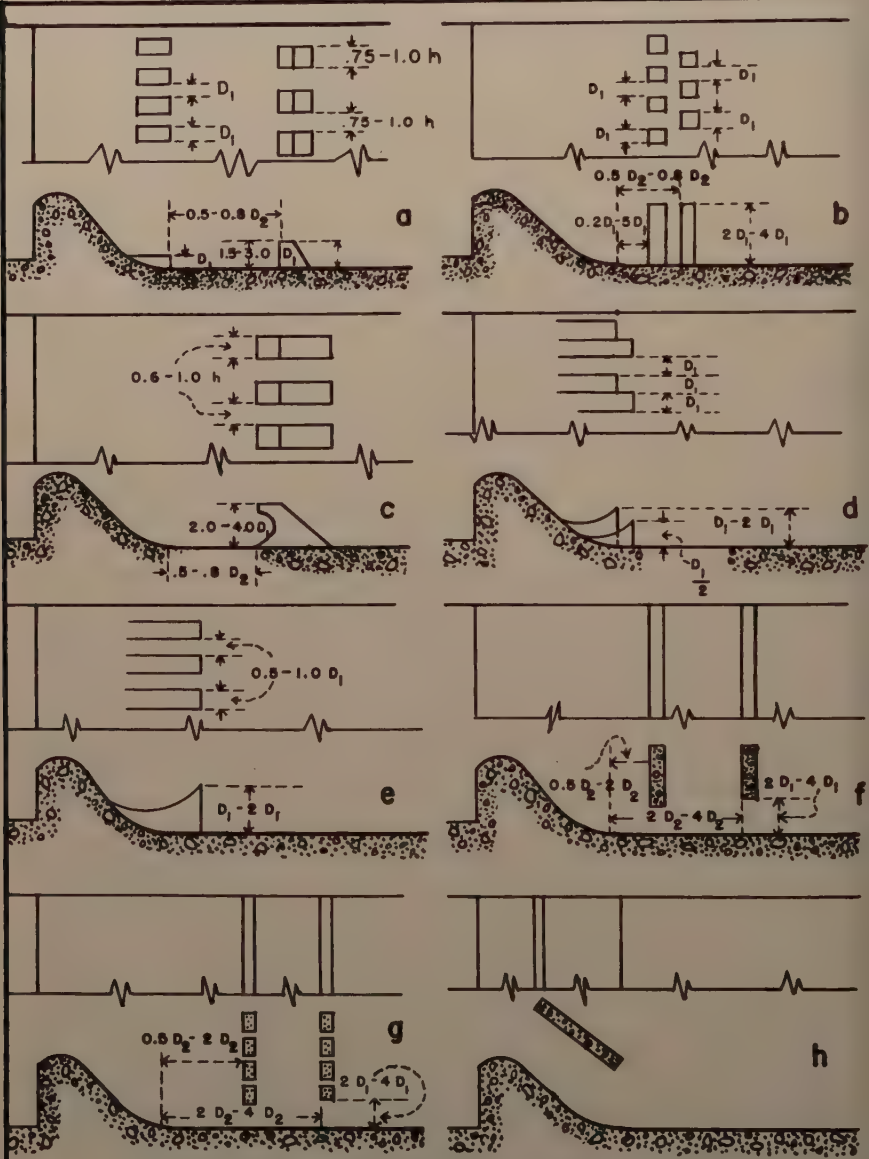 .75-1.0 h
D₁
.75-1.0 h
D₁
a
0.5-0.8 D₂
D₁
1.5-3.0 D₁
D₁
D₁
D₁
D₁
0.5 D₂-0.8 D₂
b
0.2D₁-5D₁
2 D₁-4 D₁
0.6-1.0 h
c
2.0-4.0 D₁
.5-.8 D₂
D₁
D₁
D₁
d
D₁-2 D₁
D₁
2
0.5-1.0 D₁
e
D₁-2 D₁
f
0.5 D₂-2 D₂
2 D₁-4 D₁
2 D₂-4 D₂
g
0.5 D₂-2 D₂
2 D₁-4 D₁
2 D₂-4 D₂
h